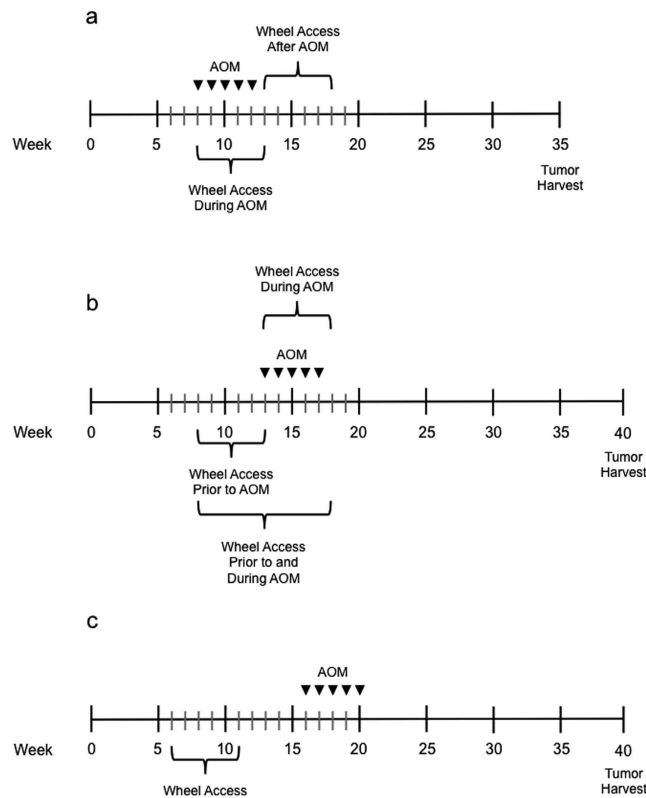 a
Wheel Access
After AOM
AOM
Week 0 5 10 15 20 25 30 35
Wheel Access
During AOM
Tumor
Harvest
b
Wheel Access
During AOM
AOM
Week 0 5 10 15 20 25 30 35 40
Wheel Access
Prior to AOM
Tumor
Harvest
Wheel Access
Prior to and
During AOM
c
AOM
Week 0 5 10 15 20 25 30 35 40
Wheel Access
Tumor
Harvest